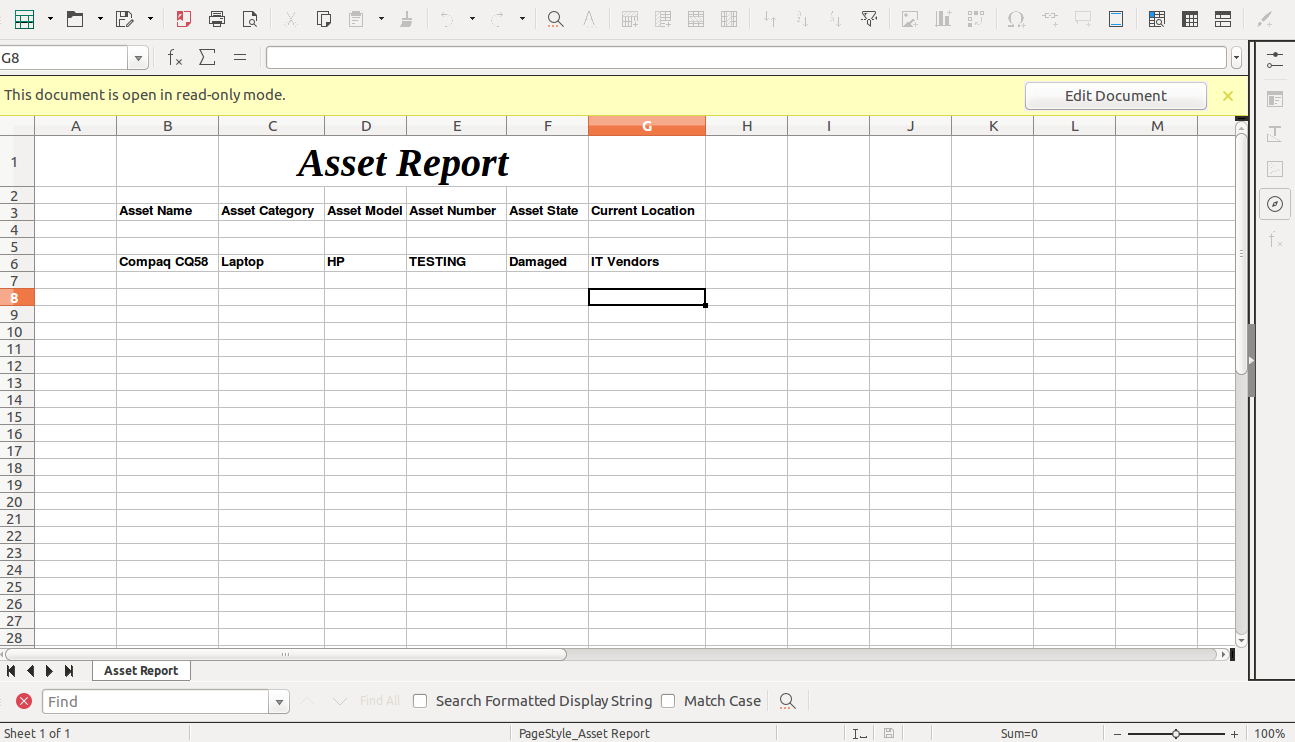 G8
fx Σ =
This document is open in read-only mode.
Edit Document
A B C D E F G H I J K L M
1 Asset Report
2
3 Asset Name Asset Category Asset Model Asset Number Asset State Current Location
4
5
6 Compaq CQ58 Laptop HP TESTING Damaged IT Vendors
7
8
9
10
11
12
13
14
15
16
17
18
19
20
21
22
23
24
25
26
27
28
Asset Report
Find Find All Search Formatted Display String Match Case
Sheet 1 of 1 PageStyle_Asset Report Sum=0 100%